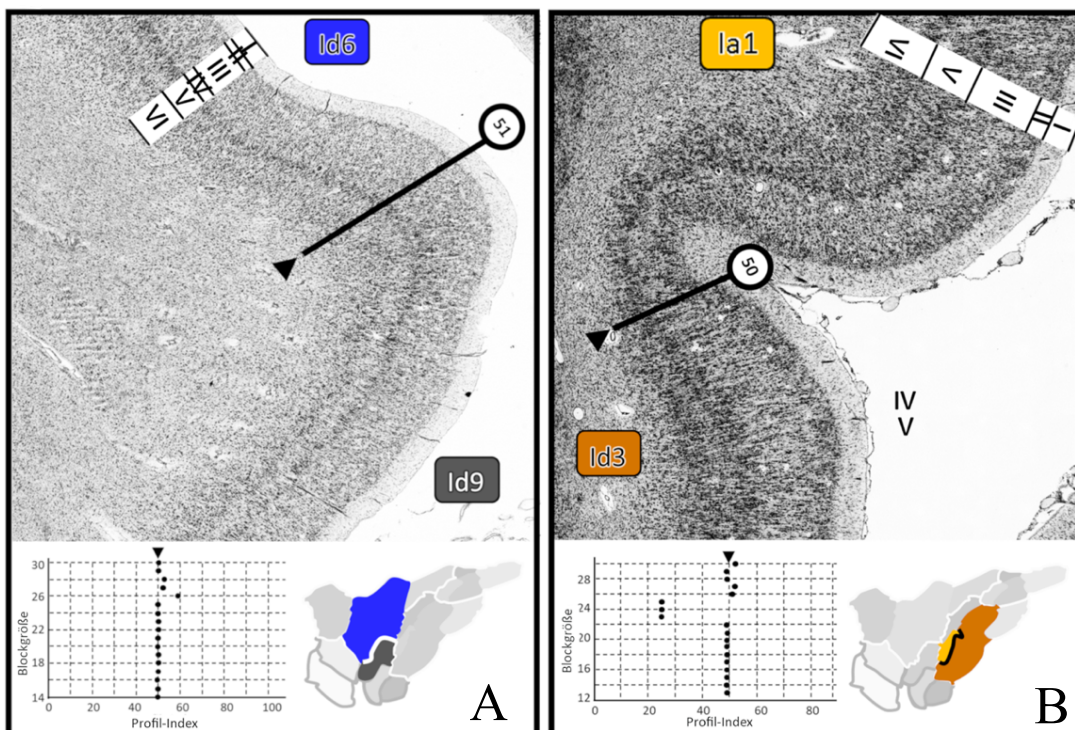 Id6
VI V IV III II I
51
Id9
30
26
22
18
14
Blockgröße
0 20 40 60 80 100
Profil-Index
A
Ia1
VI V III II I
50
0
IV
V
Id3
28
24
20
16
12
Blockgröße
0 20 40 60 80
Profil-Index
B